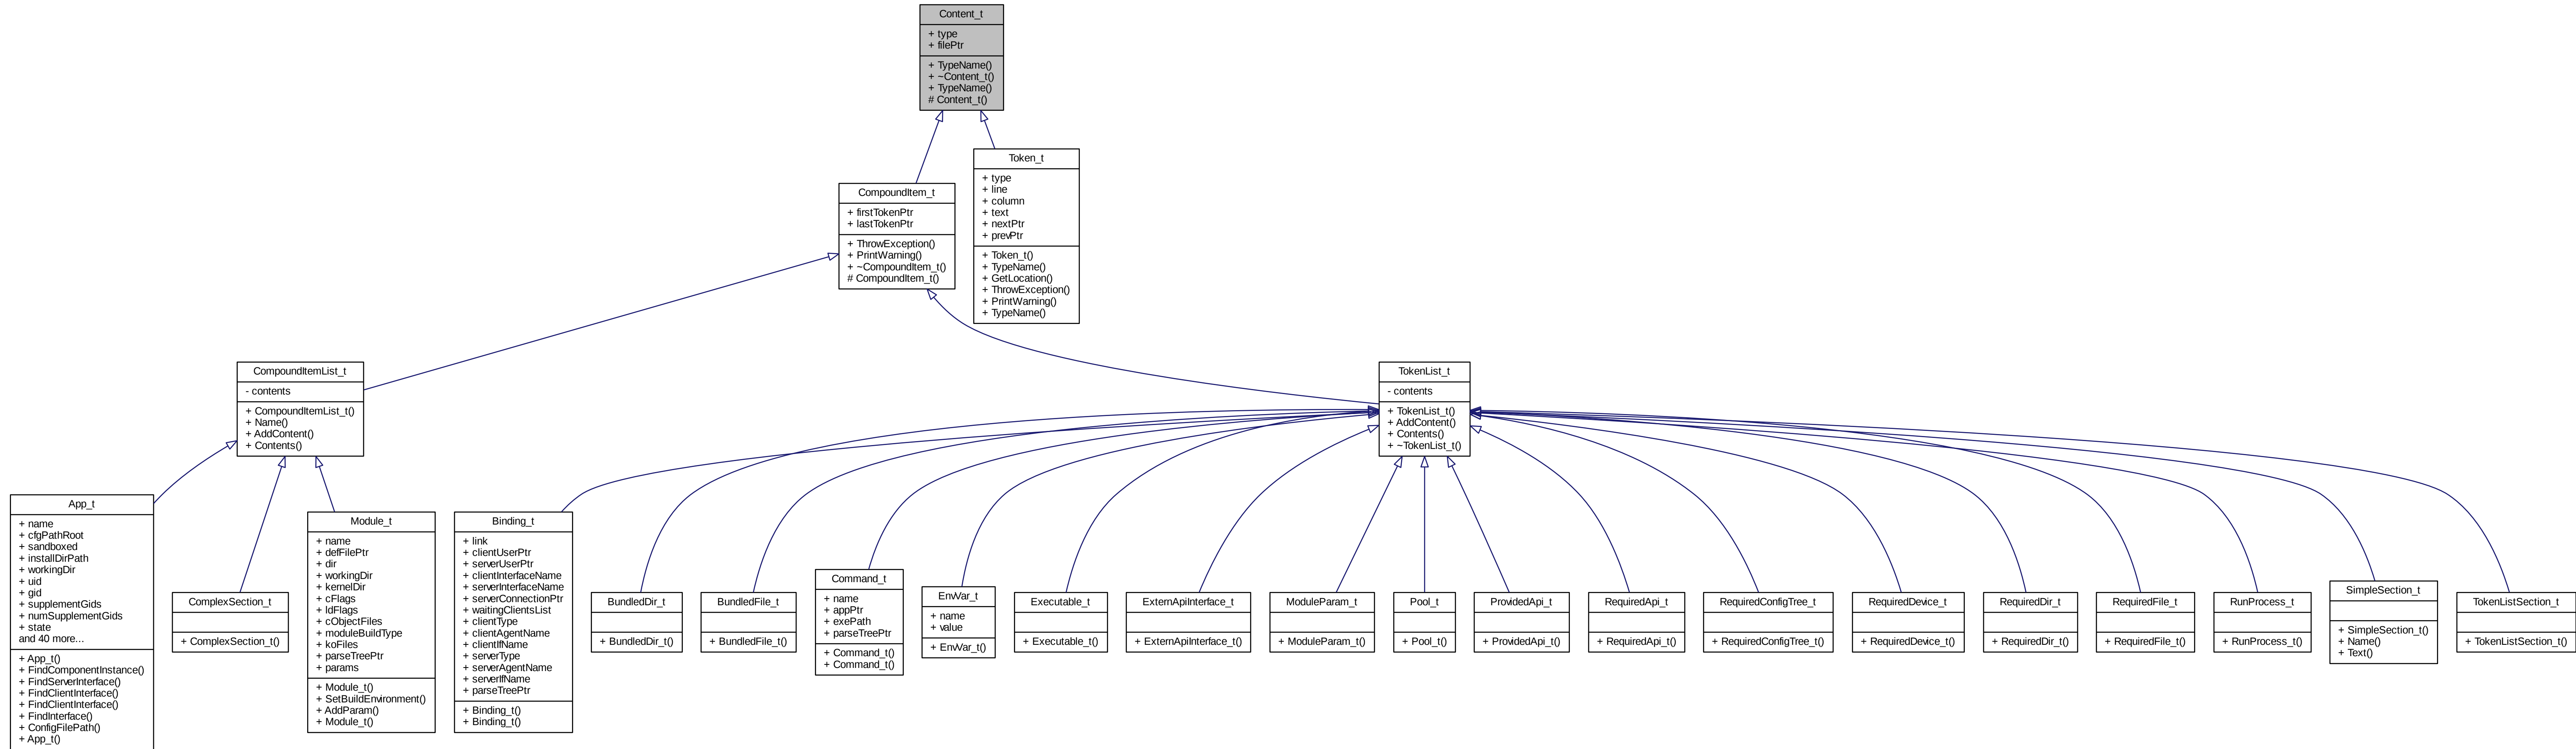 Content_t
+ type
+ filePtr
+ TypeName()
+ ~Content_t()
+ TypeName()
# Content_t()
CompoundItem_t
+ firstTokenPtr
+ lastTokenPtr
+ ThrowException()
+ PrintWarning()
+ ~CompoundItem_t()
# CompoundItem_t()
Token_t
+ type
+ line
+ column
+ text
+ nextPtr
+ prevPtr
+ Token_t()
+ TypeName()
+ GetLocation()
+ ThrowException()
+ PrintWarning()
+ TypeName()
CompoundItemList_t
- contents
+ CompoundItemList_t()
+ Name()
+ AddContent()
+ Contents()
TokenList_t
- contents
+ TokenList_t()
+ AddContent()
+ Contents()
+ ~TokenList_t()
App_t
+ name
+ cfgPathRoot
+ sandboxed
+ installDirPath
+ workingDir
+ uid
+ gid
+ supplementGids
+ numSupplementGids
+ state
and 40 more...
+ App_t()
+ FindComponentInstance()
+ FindServerInterface()
+ FindClientInterface()
+ FindClientInterface()
+ FindInterface()
+ ConfigFilePath()
+ App_t()
ComplexSection_t
+ ComplexSection_t()
Module_t
+ name
+ defFilePtr
+ dir
+ workingDir
+ kernelDir
+ cFlags
+ ldFlags
+ cObjectFiles
+ moduleBuildType
+ koFiles
+ parseTreePtr
+ params
+ Module_t()
+ SetBuildEnvironment()
+ AddParam()
+ Module_t()
Binding_t
+ link
+ clientUserPtr
+ serverUserPtr
+ clientInterfaceName
+ serverInterfaceName
+ serverConnectionPtr
+ waitingClientsList
+ clientType
+ clientAgentName
+ clientIfName
+ serverType
+ serverAgentName
+ serverIfName
+ parseTreePtr
+ Binding_t()
+ Binding_t()
BundledDir_t
+ BundledDir_t()
BundledFile_t
+ BundledFile_t()
Command_t
+ name
+ appPtr
+ exePath
+ parseTreePtr
+ Command_t()
+ Command_t()
EnvVar_t
+ name
+ value
+ EnvVar_t()
Executable_t
+ Executable_t()
ExternApiInterface_t
+ ExternApiInterface_t()
ModuleParam_t
+ ModuleParam_t()
Pool_t
+ Pool_t()
ProvidedApi_t
+ ProvidedApi_t()
RequiredApi_t
+ RequiredApi_t()
RequiredConfigTree_t
+ RequiredConfigTree_t()
RequiredDevice_t
+ RequiredDevice_t()
RequiredDir_t
+ RequiredDir_t()
RequiredFile_t
+ RequiredFile_t()
RunProcess_t
+ RunProcess_t()
SimpleSection_t
+ SimpleSection_t()
+ Name()
+ Text()
TokenListSection_t
+ TokenListSection_t()